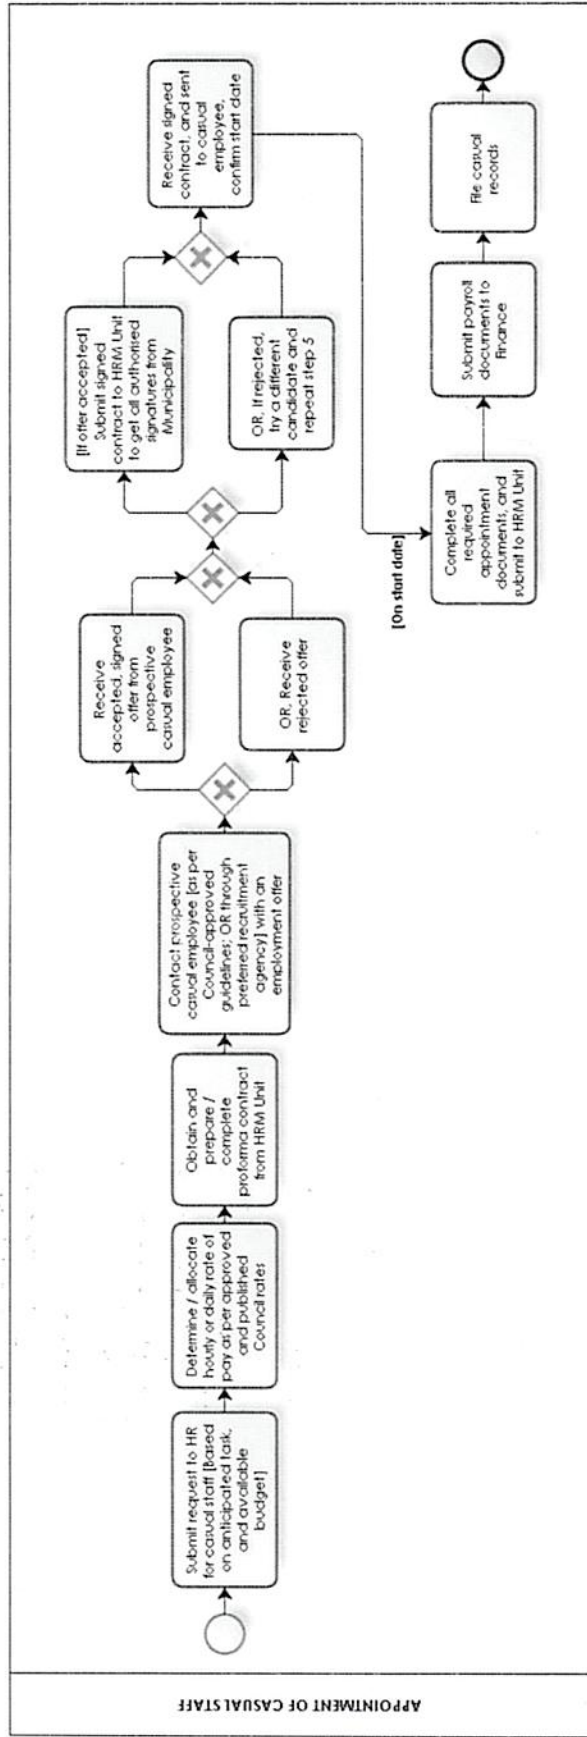 APPOINTMENT OF CASUAL STAFF
Submit request to HR
for casual staff [Based
on anticipated task,
and available
budget]
Determine / allocate
hourly or daily rate of
pay as per approved
and published
Council rates
Obtain and
prepare /
complete
proforma contract
from HRM Unit
Contact prospective
casual employee [as per
Council-approved
guidelines; OR through
preferred recruitment
agency] with an
employment offer
Receive
accepted, signed
offer from
prospective
casual employee
OR, Receive
rejected offer
[If offer accepted]
Submit signed
contract to HRM Unit
to get all authorised
signatures from
Municipality
OR, If rejected,
try a different
candidate and
repeat step 5
Receive signed
contract, and sent
to casual
employee,
confirm start date
[On start date]
Complete all
required
appointment
documents, and
submit to HRM Unit
Submit payroll
documents to
Finance
File casual
records